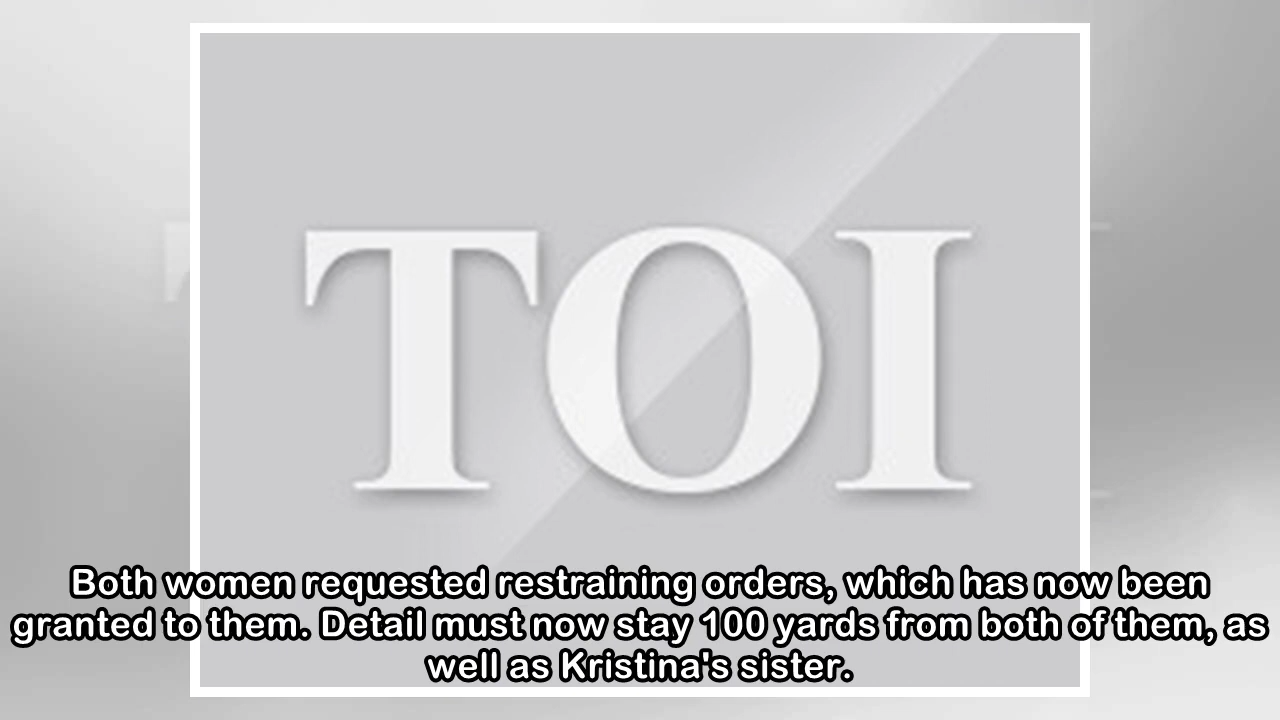 TOI
Both women requested restraining orders, which has now been
granted to them. Detail must now stay 100 yards from both of them, as
well as Kristina's sister.